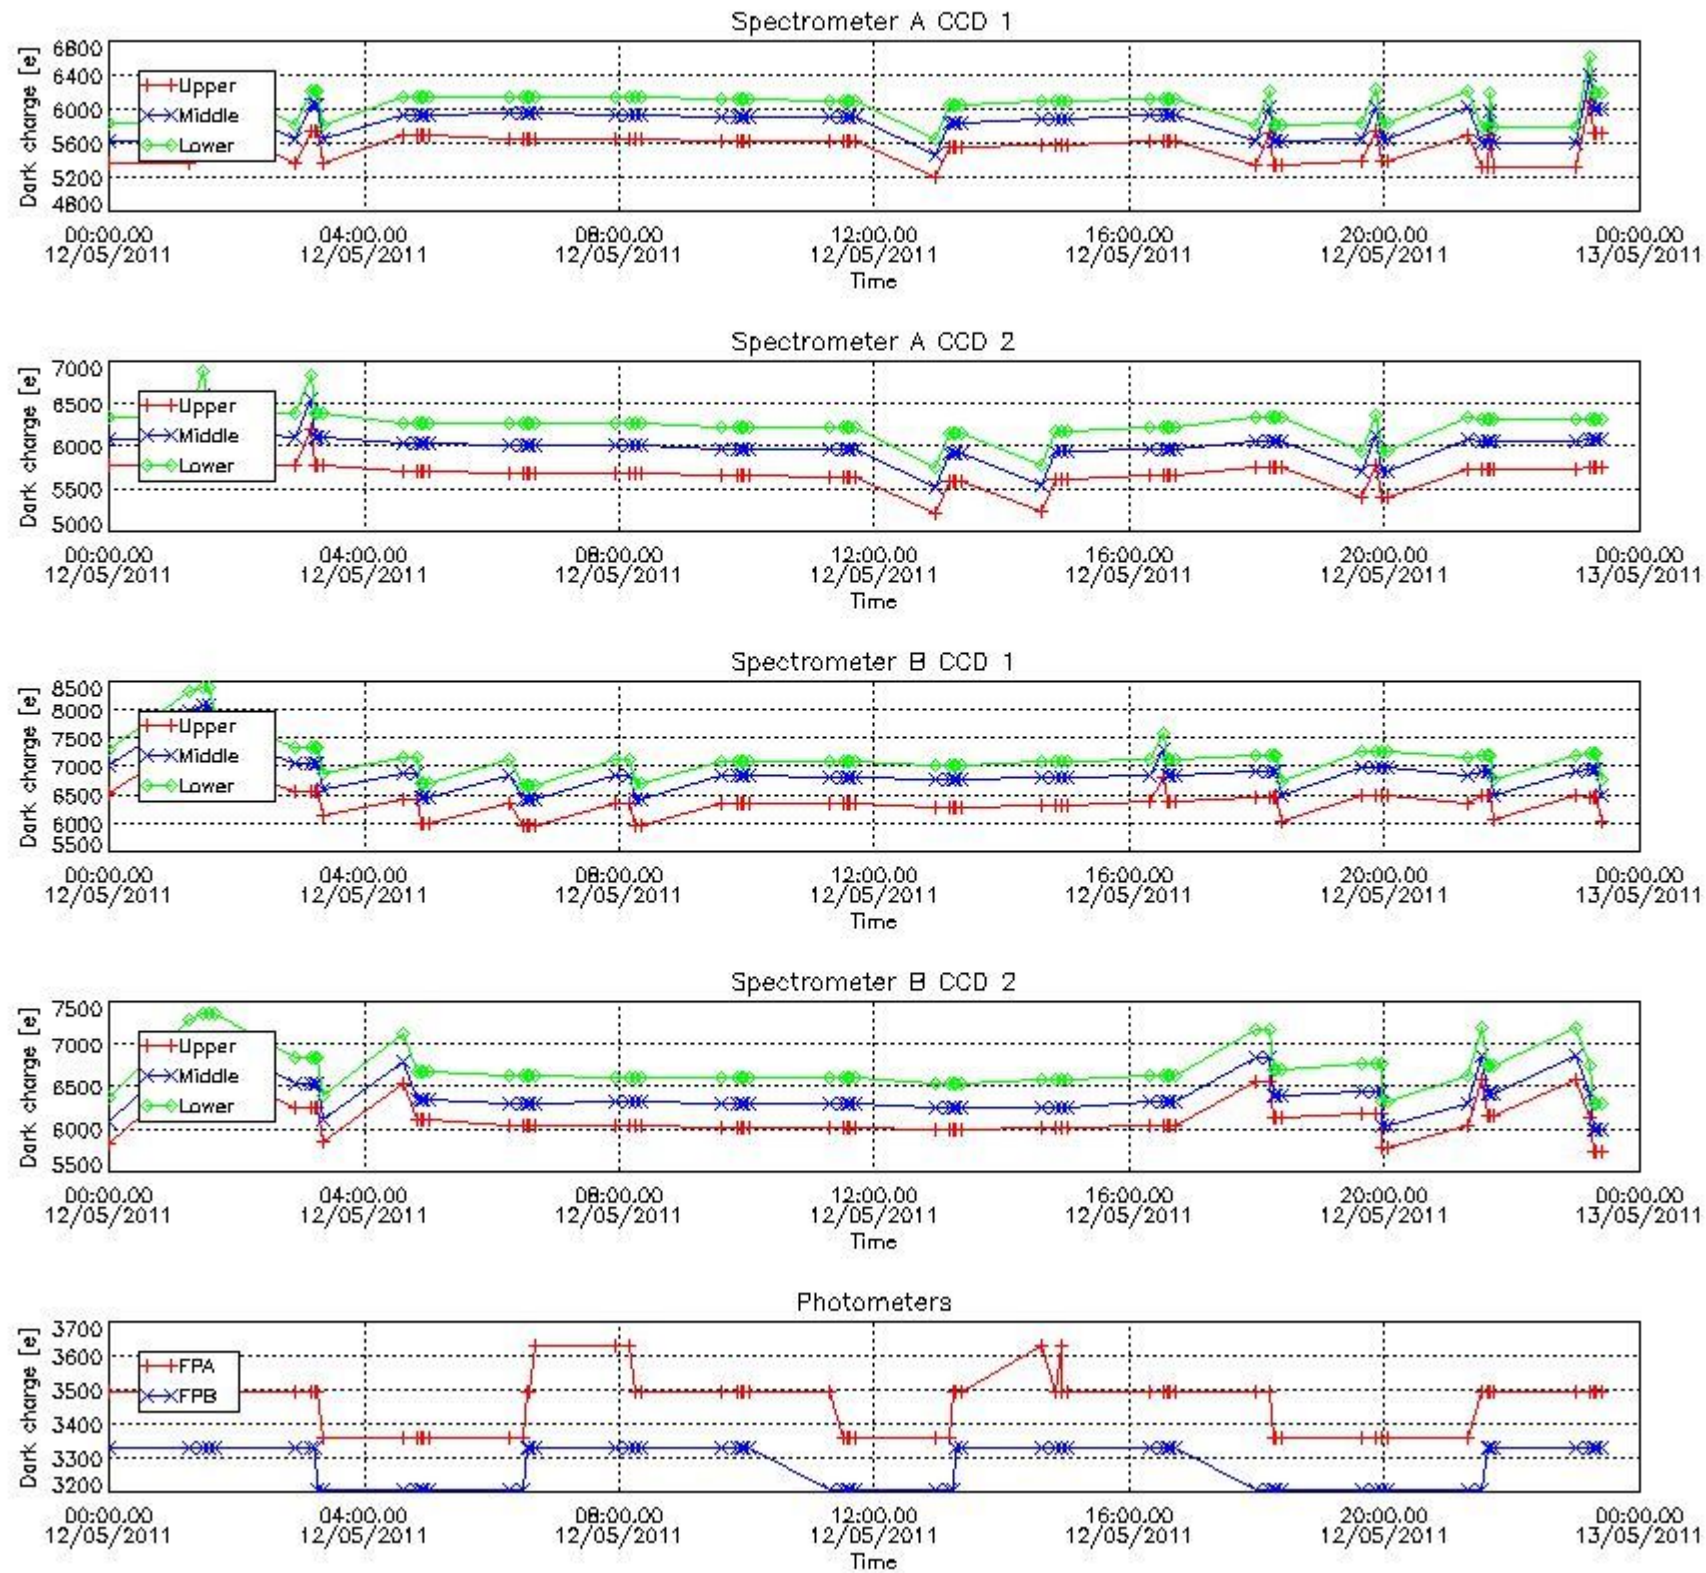 Spectrometer A CCD 1
Dark charge [e]
6800
6400
6000
5600
5200
4800
Upper
Middle
Lower
00:00.00 04:00.00 08:00.00 12:00.00 16:00.00 20:00.00 00:00.00
12/05/2011 12/05/2011 12/05/2011 12/05/2011 12/05/2011 12/05/2011 13/05/2011
Time
Spectrometer A CCD 2
Dark charge [e]
7000
6500
6000
5500
5000
Upper
Middle
Lower
00:00.00 04:00.00 08:00.00 12:00.00 16:00.00 20:00.00 00:00.00
12/05/2011 12/05/2011 12/05/2011 12/05/2011 12/05/2011 12/05/2011 13/05/2011
Time
Spectrometer B CCD 1
Dark charge [e]
8500
8000
7500
7000
6500
6000
5500
Upper
Middle
Lower
00:00.00 04:00.00 08:00.00 12:00.00 16:00.00 20:00.00 00:00.00
12/05/2011 12/05/2011 12/05/2011 12/05/2011 12/05/2011 12/05/2011 13/05/2011
Time
Spectrometer B CCD 2
Dark charge [e]
7500
7000
6500
6000
5500
Upper
Middle
Lower
00:00.00 04:00.00 08:00.00 12:00.00 16:00.00 20:00.00 00:00.00
12/05/2011 12/05/2011 12/05/2011 12/05/2011 12/05/2011 12/05/2011 13/05/2011
Time
Photometers
Dark charge [e]
3700
3600
3500
3400
3300
3200
FPA
FPB
00:00.00 04:00.00 08:00.00 12:00.00 16:00.00 20:00.00 00:00.00
12/05/2011 12/05/2011 12/05/2011 12/05/2011 12/05/2011 12/05/2011 13/05/2011
Time